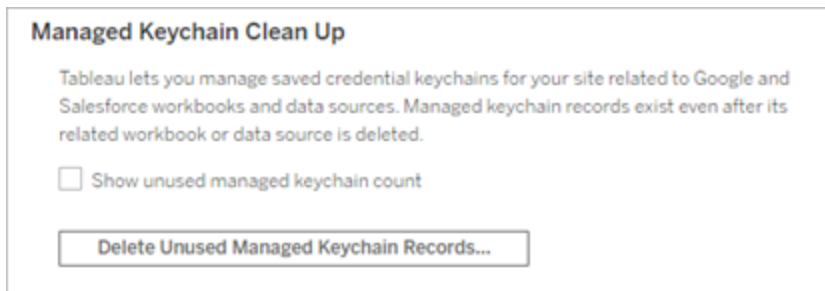 Managed Keychain Clean Up
Tableau lets you manage saved credential keychains for your site related to Google and
Salesforce workbooks and data sources. Managed keychain records exist even after its
related workbook or data source is deleted.
Show unused managed keychain count
Delete Unused Managed Keychain Records...